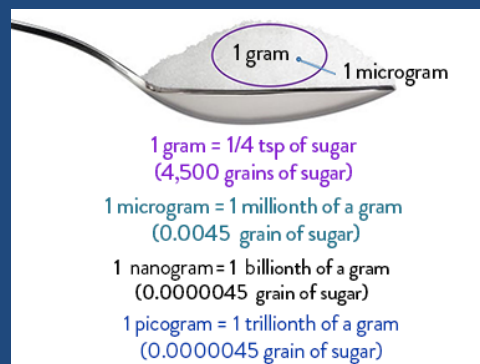 1 gram
1 microgram
1 gram = 1/4 tsp of sugar
(4,500 grains of sugar)
1 microgram = 1 millionth of a gram
(0.0045 grain of sugar)
1 nanogram = 1 billionth of a gram
(0.0000045 grain of sugar)
1 picogram = 1 trillionth of a gram
(0.0000045 grain of sugar)